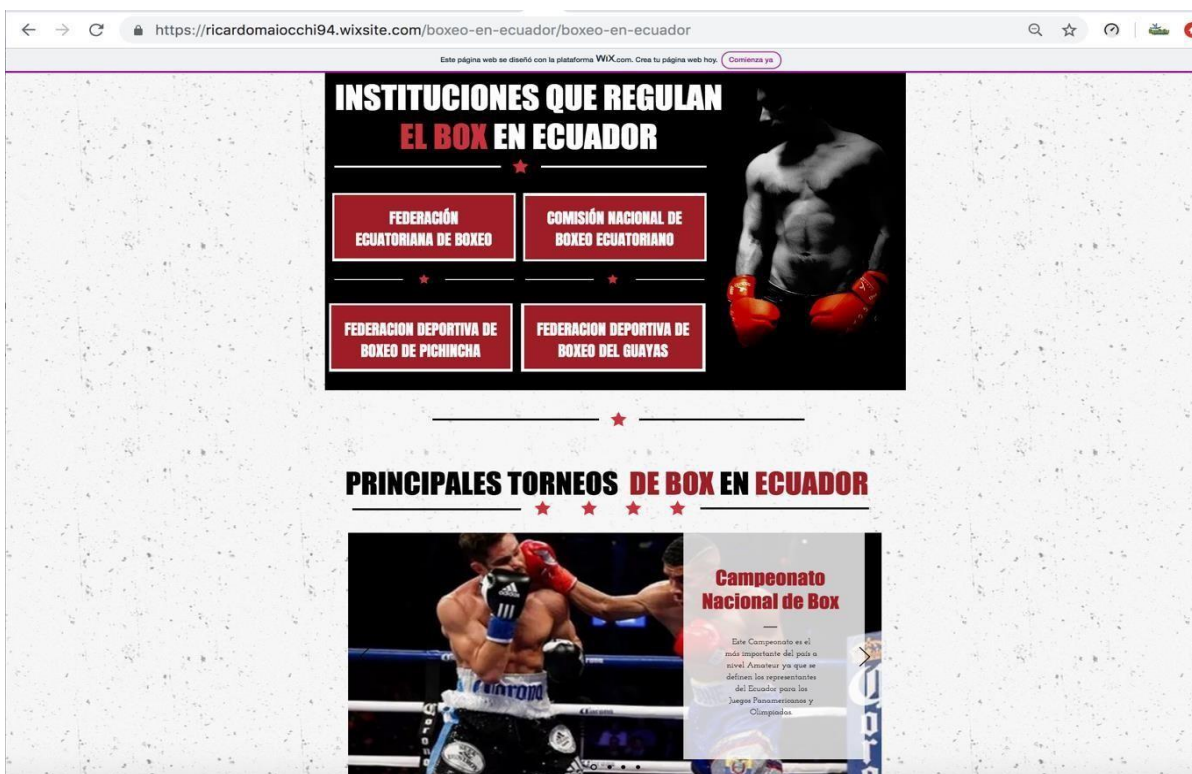 https://ricardomaiocchi94.wixsite.com/boxeo-en-ecuador/boxeo-en-ecuador
Este página web se diseñó con la plataforma WiX.com. Crea tu página web hoy. Comienza ya
INSTITUCIONES QUE REGULAN
EL BOX EN ECUADOR
FEDERACIÓN
ECUATORIANA DE BOXEO
COMISIÓN NACIONAL DE
BOXEO ECUATORIANO
FEDERACION DEPORTIVA DE
BOXEO DE PICHINCHA
FEDERACION DEPORTIVA DE
BOXEO DEL GUAYAS
PRINCIPALES TORNEOS DE BOX EN ECUADOR
Campeonato
Nacional de Box
Este Campeonato es el
más importante del país a
nivel Amateur ya que se
definen los representantes
del Ecuador para los
Juegos Panamericanos y
Olimpiadas.
adidas
Corona